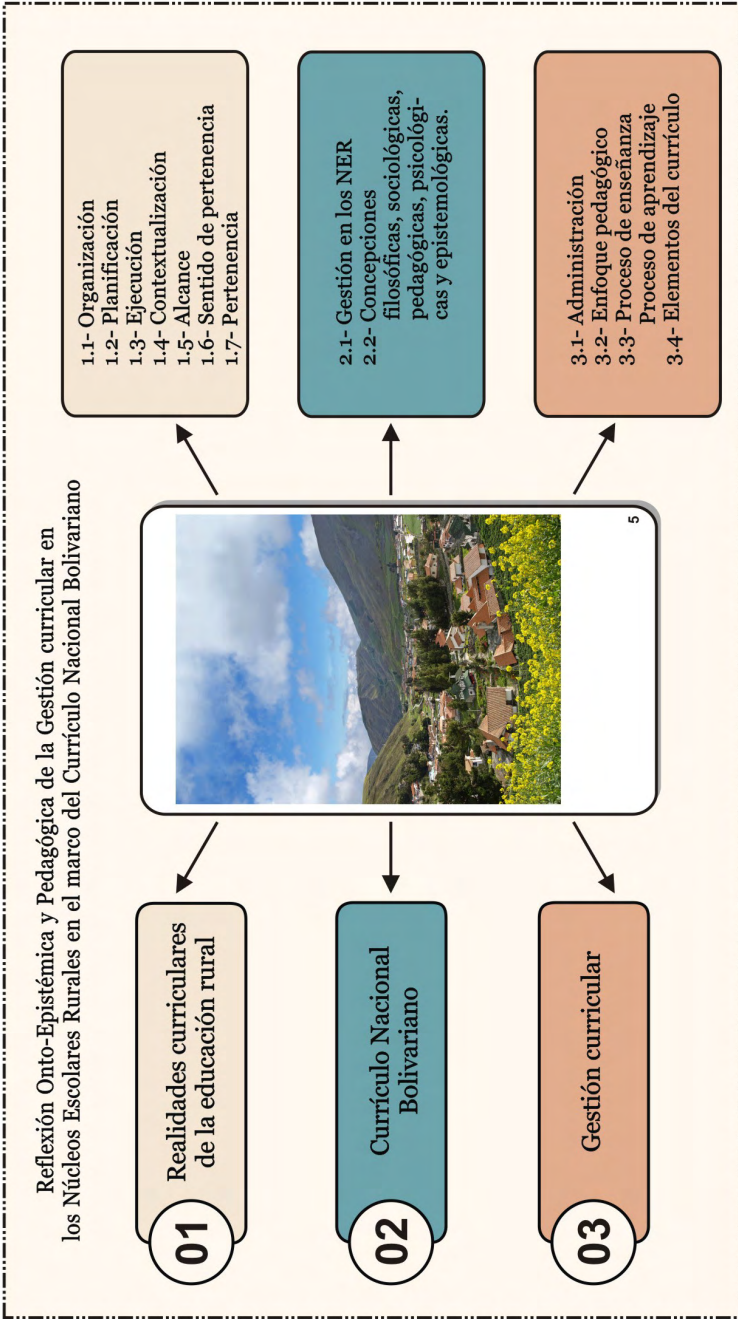 Reflexión Onto-Epistémica y Pedagógica de la Gestión curricular en
los Núcleos Escolares Rurales en el marco del Currículo Nacional Bolivariano
01
Realidades curriculares
de la educación rural
1.1- Organización
1.2- Planificación
1.3- Ejecución
1.4- Contextualización
1.5- Alcance
1.6- Sentido de pertenencia
1.7- Pertenencia
02
Currículo Nacional
Bolivariano
2.1- Gestión en los NER
2.2- Concepciones
filosóficas, sociológicas,
pedagógicas, psicológi-
cas y epistemológicas.
03
Gestión curricular
3.1- Administración
3.2- Enfoque pedagógico
3.3- Proceso de enseñanza
Proceso de aprendizaje
3.4- Elementos del currículo
5